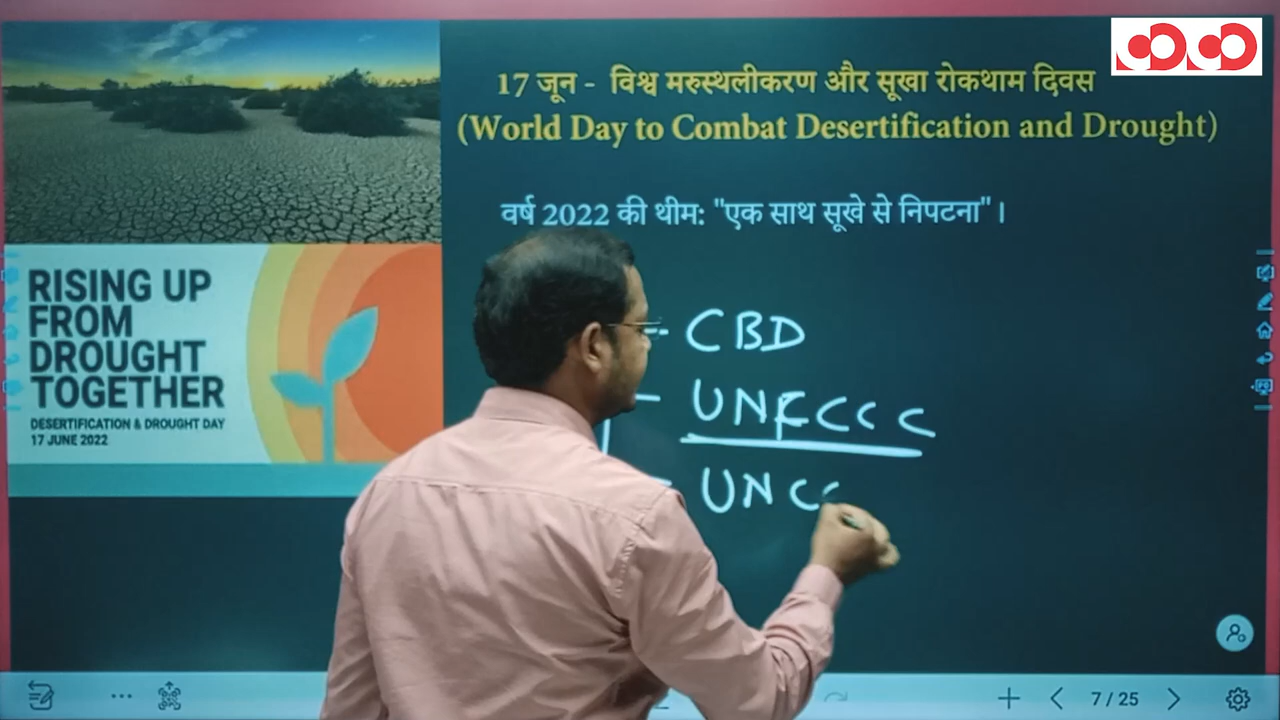 17 जून - विश्व मरुस्थलीकरण और सूखा रोकथाम दिवस
(World Day to Combat Desertification and Drought)
वर्ष 2022 की थीम: "एक साथ सूखे से निपटना"।
RISING UP
FROM
DROUGHT
TOGETHER
DESERTIFICATION & DROUGHT DAY
17 JUNE 2022
CBD
UNFCCC
UNCC
7 / 25